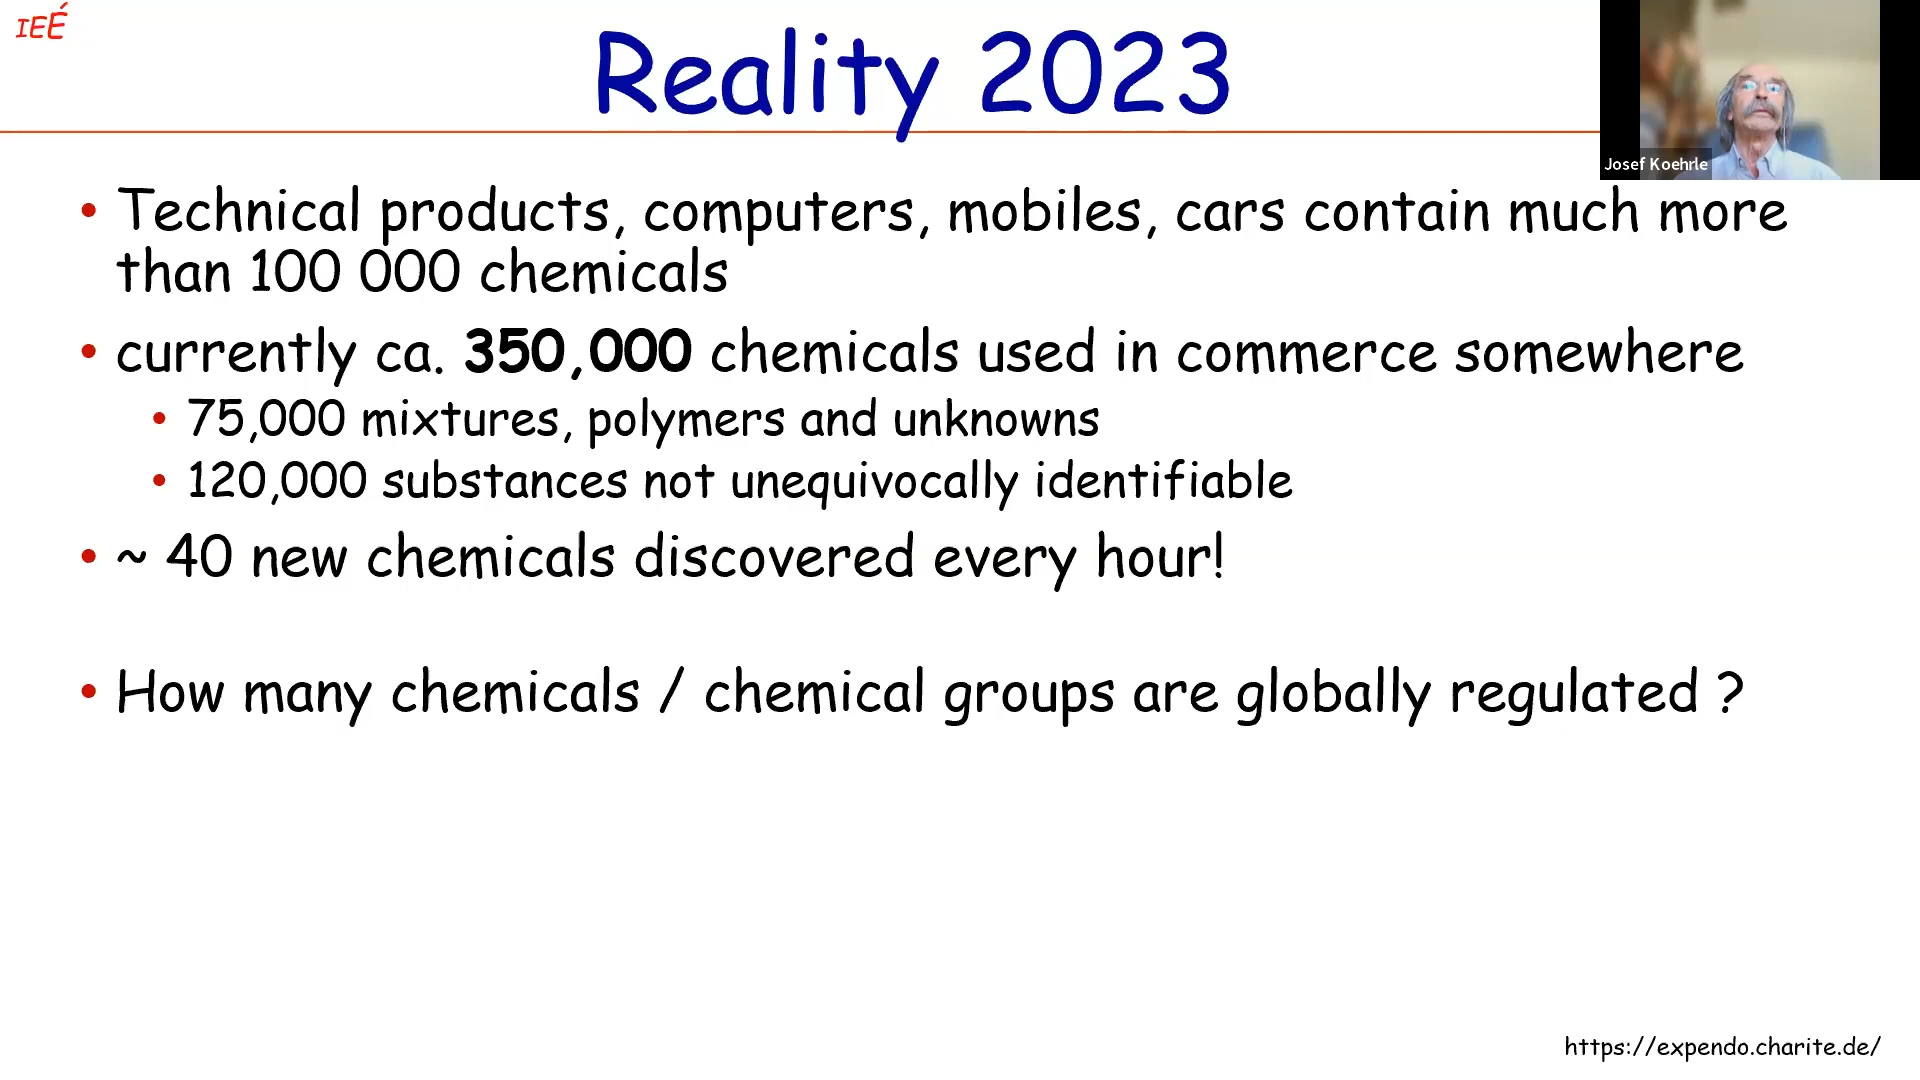 IEÉ
Reality 2023
Josef Koehrle
• Technical products, computers, mobiles, cars contain much more
than 100 000 chemicals
• currently ca. 350,000 chemicals used in commerce somewhere
• 75,000 mixtures, polymers and unknowns
• 120,000 substances not unequivocally identifiable
• ~ 40 new chemicals discovered every hour!
• How many chemicals / chemical groups are globally regulated ?
https://expendo.charite.de/